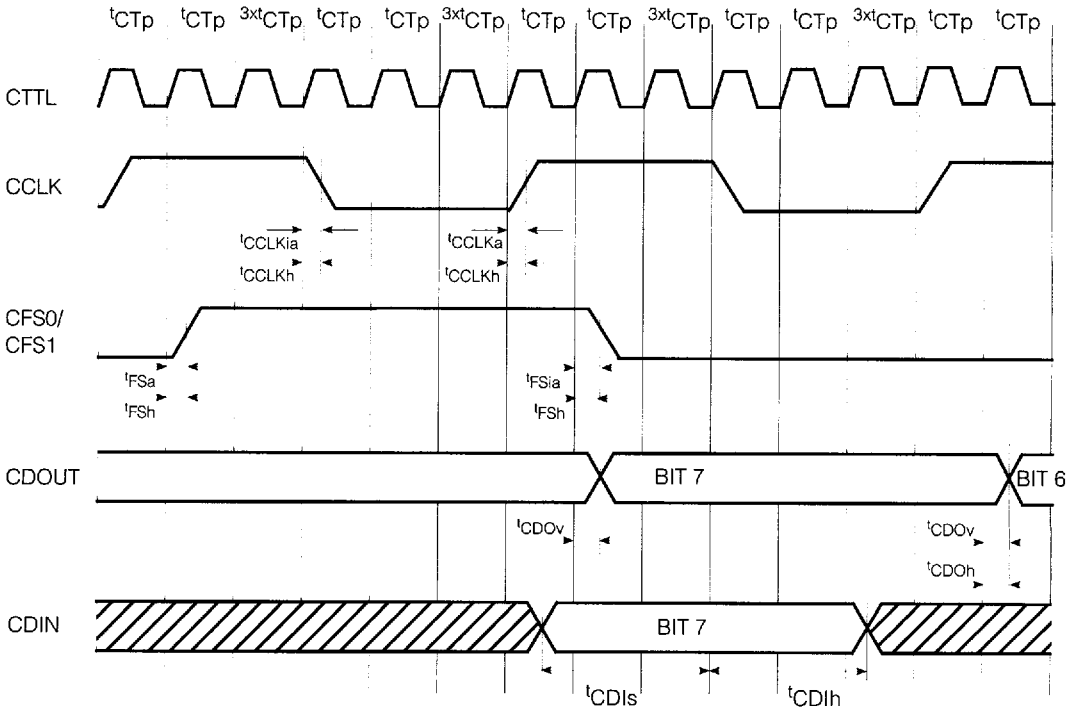 tCTp tCTp 3xtCTp tCTp tCTp 3xtCTp tCTp tCTp 3xtCTp tCTp tCTp 3xtCTp tCTp tCTp
CTTL
CCLK
tCCLKia tCCLKa
tCCLKh tCCLKh
CFS0/
CFS1
tFSa tFSia
tFSh tFSh
CDOUT BIT 7 BIT 6
tCDOv tCDOv
tCDOh
CDIN BIT 7
tCDIs tCDIh